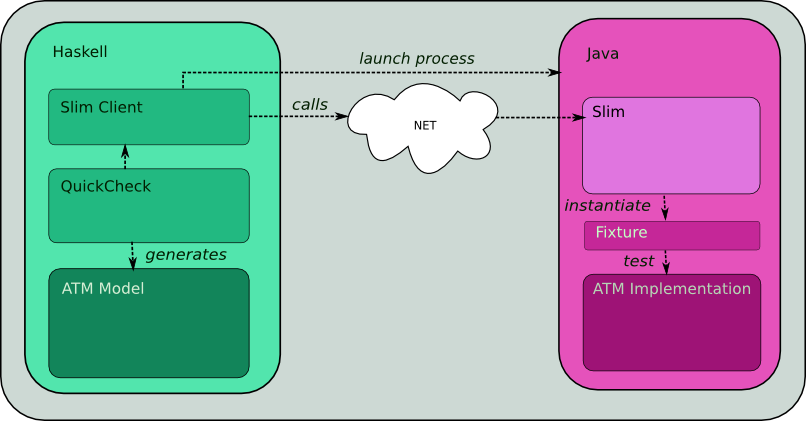 Haskell
launch process
Java
Slim Client
calls
NET
Slim
QuickCheck
instantiate
Fixture
generates
test
ATM Model
ATM Implementation